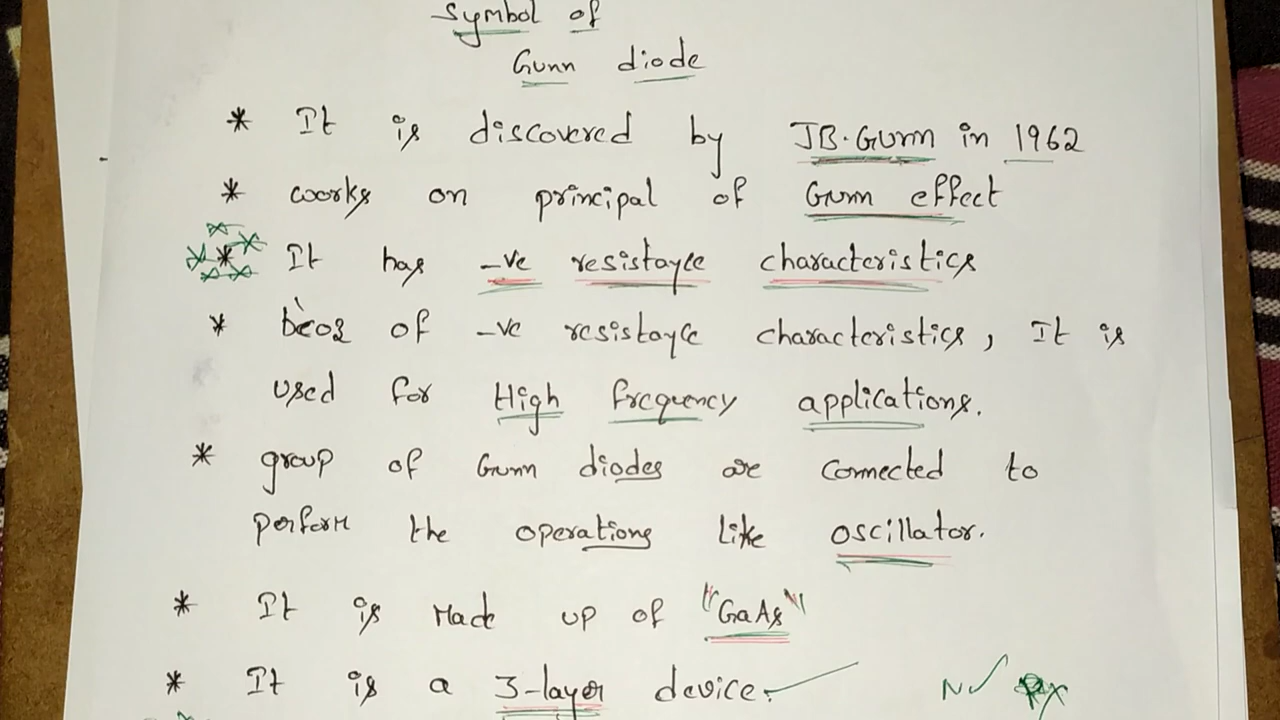 Symbol of
Gunn diode
* It is discovered by JB.Gunn in 1962
* works on principal of Gunn effect
* It has -ve resistance characteristics
* bcoz of -ve resistance characteristics, It is
used for High frequency applications.
* group of Gunn diodes are connected to
perform the operations like oscillator.
* It is Made up of "GaAs"
* It is a 3-layer device. N✓